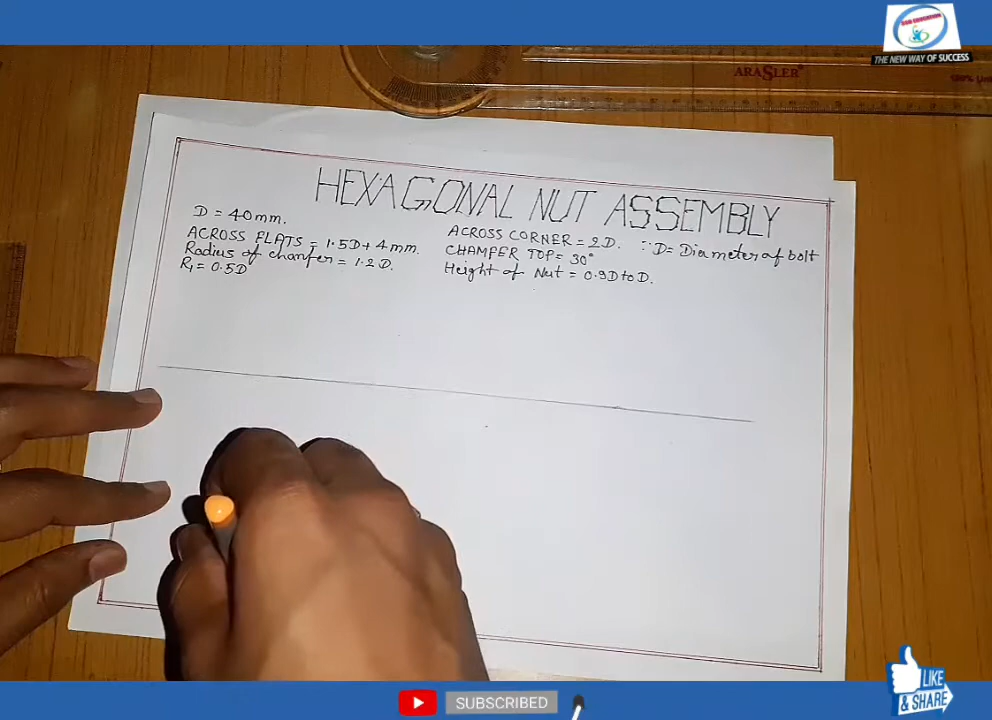 OUR EDUCATION
THE NEW WAY OF SUCCESS
ARASLER®
HEXAGONAL NUT ASSEMBLY
D = 40mm.
ACROSS FLATS = 1.5D+4mm.
Radius of chamfer = 1.2D.
R₁ = 0.5D
ACROSS CORNER = 2D.
CHAMFER TOP = 30°
Height of Nut = 0.9D to D.
∵ D = Diameter of bolt
SUBSCRIBED
LIKE
& SHARE